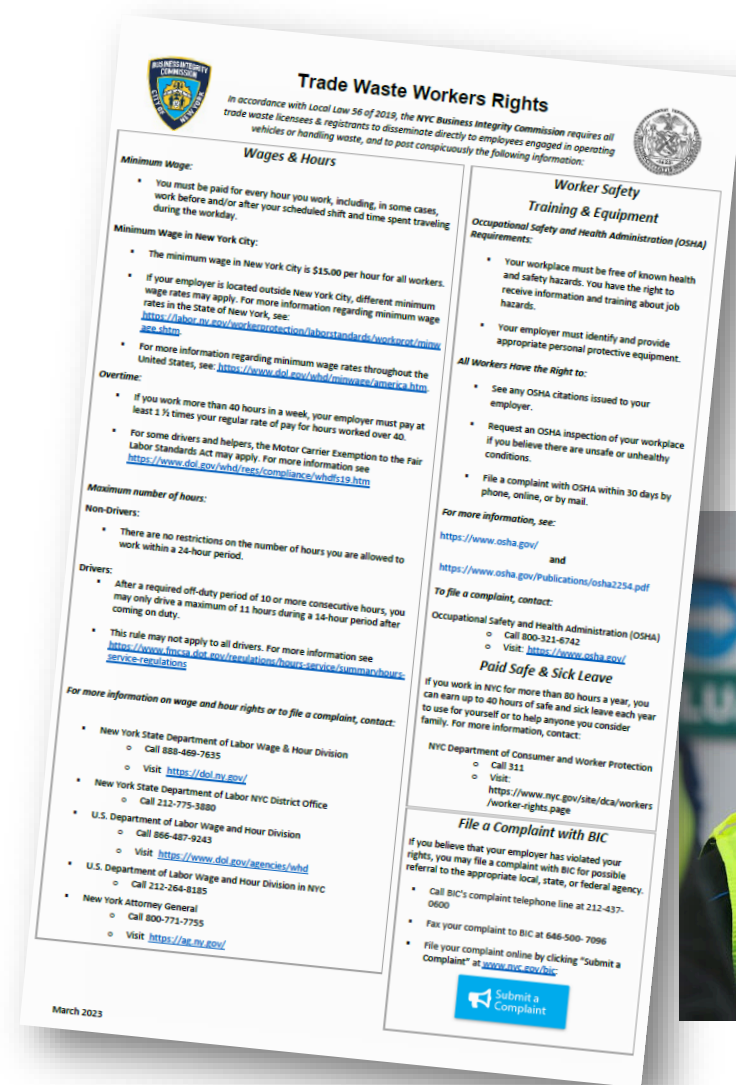 BUSINESS INTEGRITY
COMMISSION
CITY OF
NEW YORK
Trade Waste Workers Rights
In accordance with Local Law 56 of 2019, the NYC Business Integrity Commission requires all
trade waste licensees & registrants to disseminate directly to employees engaged in operating
vehicles or handling waste, and to post conspicuously the following information:
Wages & Hours
Minimum Wage:
▪ You must be paid for every hour you work, including, in some cases,
work before and/or after your scheduled shift and time spent traveling
during the workday.
Minimum Wage in New York City:
▪ The minimum wage in New York City is $15.00 per hour for all workers.
▪ If your employer is located outside New York City, different minimum
wage rates may apply. For more information regarding minimum wage
rates in the State of New York, see:
https://labor.ny.gov/workerprotection/laborstandards/workprot/minw
age.shtm.
▪ For more information regarding minimum wage rates throughout the
United States, see: https://www.dol.gov/whd/minwage/america.htm.
Overtime:
▪ If you work more than 40 hours in a week, your employer must pay at
least 1 ½ times your regular rate of pay for hours worked over 40.
▪ For some drivers and helpers, the Motor Carrier Exemption to the Fair
Labor Standards Act may apply. For more information see
https://www.dol.gov/whd/regs/compliance/whdfs19.htm
Maximum number of hours:
Non-Drivers:
▪ There are no restrictions on the number of hours you are allowed to
work within a 24-hour period.
Drivers:
▪ After a required off-duty period of 10 or more consecutive hours, you
may only drive a maximum of 11 hours during a 14-hour period after
coming on duty.
▪ This rule may not apply to all drivers. For more information see
https://www.fmcsa.dot.gov/regulations/hours-service/summaryhours-
service-regulations
For more information on wage and hour rights or to file a complaint, contact:
▪ New York State Department of Labor Wage & Hour Division
o Call 888-469-7635
o Visit https://dol.ny.gov/
▪ New York State Department of Labor NYC District Office
o Call 212-775-3880
▪ U.S. Department of Labor Wage and Hour Division
o Call 866-487-9243
o Visit https://www.dol.gov/agencies/whd
▪ U.S. Department of Labor Wage and Hour Division in NYC
o Call 212-264-8185
▪ New York Attorney General
o Call 800-771-7755
o Visit https://ag.ny.gov/
March 2023
Worker Safety
Training & Equipment
Occupational Safety and Health Administration (OSHA)
Requirements:
▪ Your workplace must be free of known health
and safety hazards. You have the right to
receive information and training about job
hazards.
▪ Your employer must identify and provide
appropriate personal protective equipment.
All Workers Have the Right to:
▪ See any OSHA citations issued to your
employer.
▪ Request an OSHA inspection of your workplace
if you believe there are unsafe or unhealthy
conditions.
▪ File a complaint with OSHA within 30 days by
phone, online, or by mail.
For more information, see:
https://www.osha.gov/
and
https://www.osha.gov/Publications/osha2254.pdf
To file a complaint, contact:
Occupational Safety and Health Administration (OSHA)
o Call 800-321-6742
o Visit: https://www.osha.gov/
Paid Safe & Sick Leave
If you work in NYC for more than 80 hours a year, you
can earn up to 40 hours of safe and sick leave each year
to use for yourself or to help anyone you consider
family. For more information, contact:
NYC Department of Consumer and Worker Protection
o Call 311
o Visit:
https://www.nyc.gov/site/dca/workers
/worker-rights.page
File a Complaint with BIC
If you believe that your employer has violated your
rights, you may file a complaint with BIC for possible
referral to the appropriate local, state, or federal agency.
▪ Call BIC's complaint telephone line at 212-437-
0600
▪ Fax your complaint to BIC at 646-500- 7096
▪ File your complaint online by clicking "Submit a
Complaint" at www.nyc.gov/bic.
Submit a
Complaint
LU